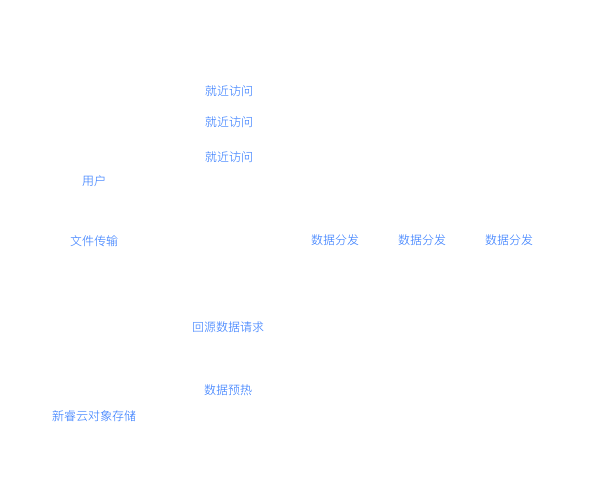 就近访问
就近访问
就近访问
用户
文件传输
数据分发
数据分发
数据分发
回源数据请求
数据预热
新睿云对象存储